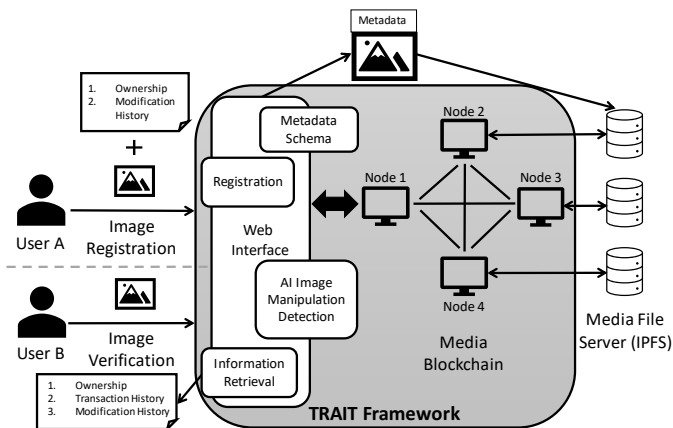 Metadata
1. Ownership
2. Modification
History
+
User A
Image
Registration
Metadata
Schema
Registration
Web
Interface
AI Image
Manipulation
Detection
Information
Retrieval
Node 1
Node 2
Node 3
Node 4
Media
Blockchain
Media File
Server (IPFS)
User B
Image
Verification
1. Ownership
2. Transaction History
3. Modification History
TRAIT Framework